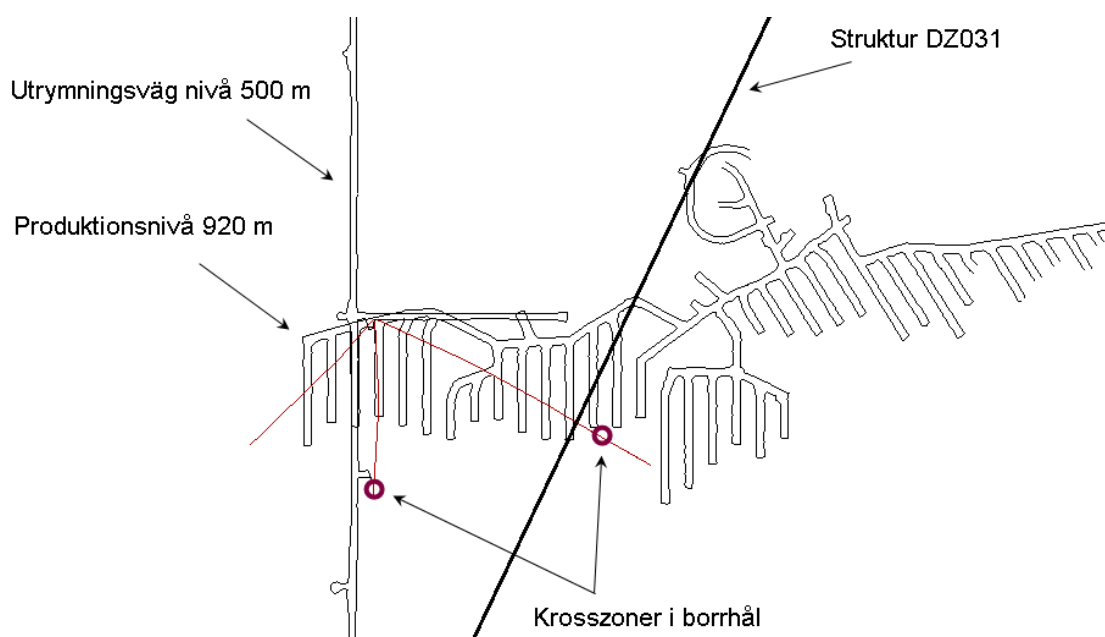 Struktur DZ031
Utrymningsväg nivå 500 m
Produktionsnivå 920 m
Krosszoner i borrhål